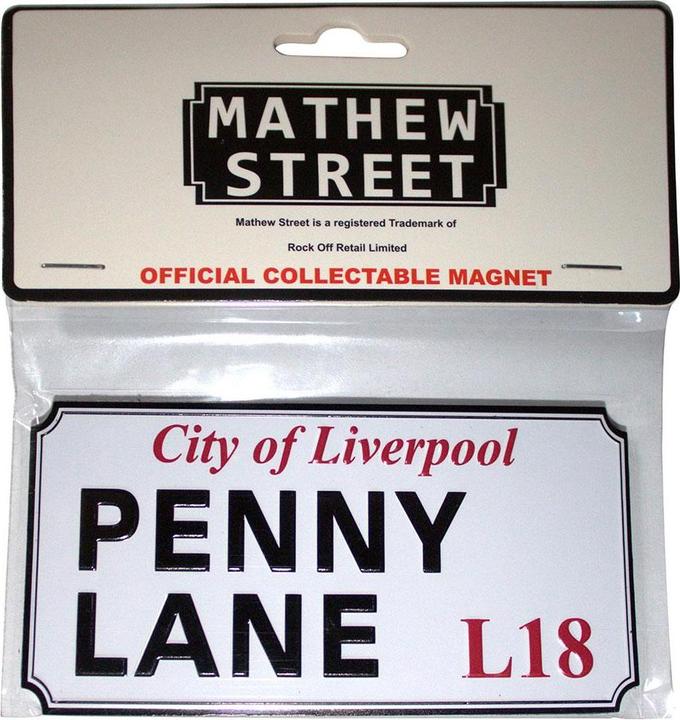 MATHEW
STREET
Mathew Street is a registered Trademark of
Rock Off Retail Limited
OFFICIAL COLLECTABLE MAGNET
City of Liverpool
PENNY
LANE L18